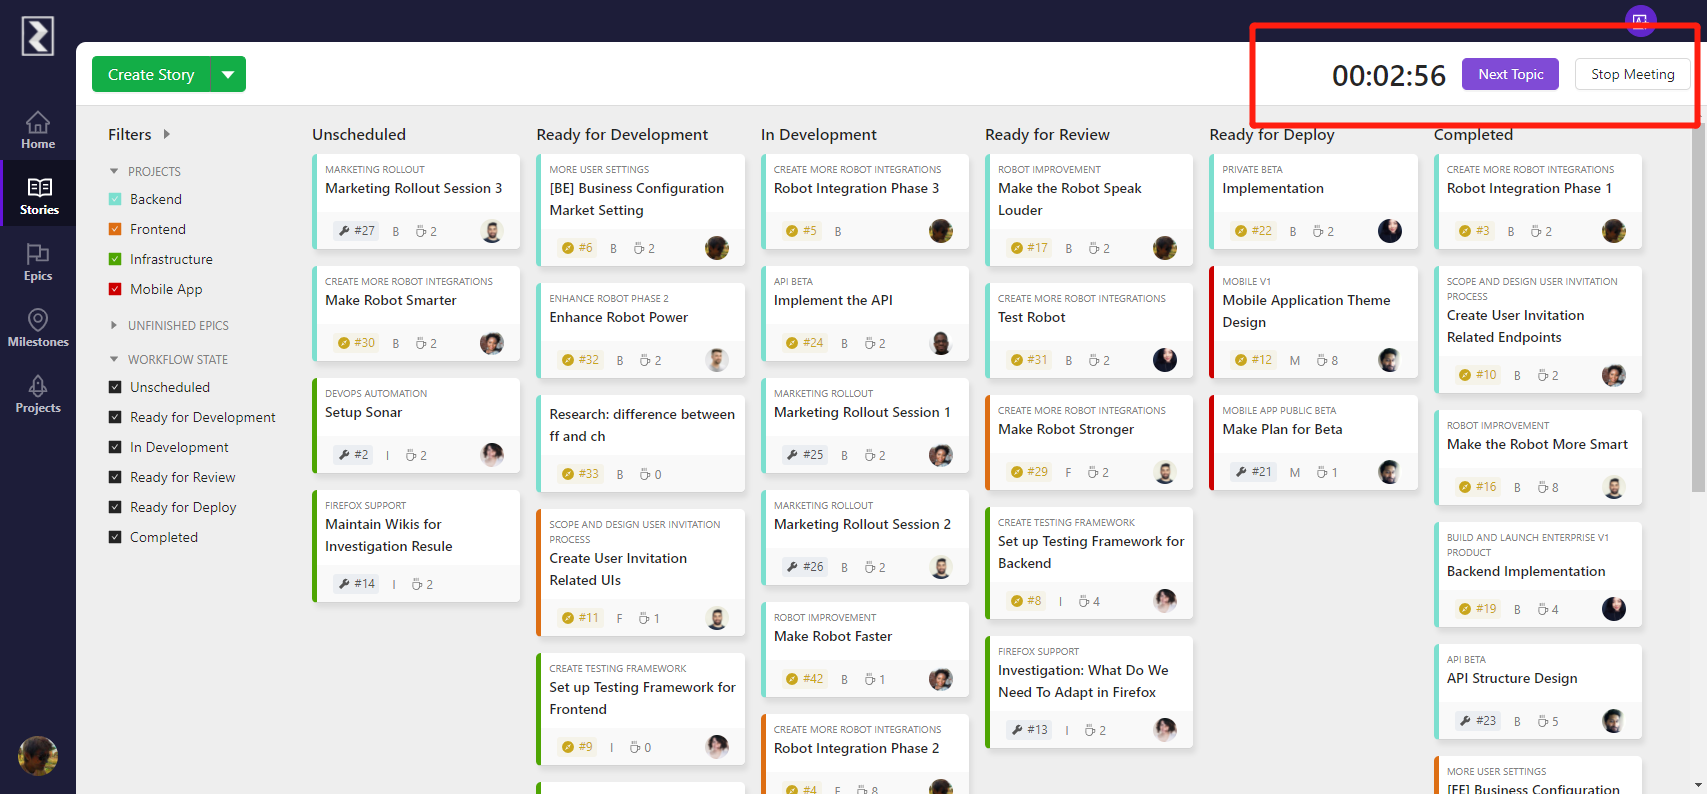 Create Story
00:02:56
Next Topic
Stop Meeting
Home
Stories
Epics
Milestones
Projects
Filters
PROJECTS
Backend
Frontend
Infrastructure
Mobile App
UNFINISHED EPICS
WORKFLOW STATE
Unscheduled
Ready for Development
In Development
Ready for Review
Ready for Deploy
Completed
Unscheduled
MARKETING ROLLOUT
Marketing Rollout Session 3
#27 B 2
CREATE MORE ROBOT INTEGRATIONS
Make Robot Smarter
#30 B 2
DEVOPS AUTOMATION
Setup Sonar
#2 I 2
FIREFOX SUPPORT
Maintain Wikis for
Investigation Resule
#14 I 2
Ready for Development
MORE USER SETTINGS
[BE] Business Configuration
Market Setting
#6 B 2
ENHANCE ROBOT PHASE 2
Enhance Robot Power
#32 B 2
Research: difference between
ff and ch
#33 B 0
SCOPE AND DESIGN USER INVITATION
PROCESS
Create User Invitation
Related UIs
#11 F 1
CREATE TESTING FRAMEWORK
Set up Testing Framework for
Frontend
#9 I 0
In Development
CREATE MORE ROBOT INTEGRATIONS
Robot Integration Phase 3
#5 B
API BETA
Implement the API
#24 B 2
MARKETING ROLLOUT
Marketing Rollout Session 1
#25 B 2
MARKETING ROLLOUT
Marketing Rollout Session 2
#26 B 2
ROBOT IMPROVEMENT
Make Robot Faster
#42 B 1
CREATE MORE ROBOT INTEGRATIONS
Robot Integration Phase 2
#4 F 8
Ready for Review
ROBOT IMPROVEMENT
Make the Robot Speak
Louder
#17 B 2
CREATE MORE ROBOT INTEGRATIONS
Test Robot
#31 B 2
CREATE MORE ROBOT INTEGRATIONS
Make Robot Stronger
#29 F 2
CREATE TESTING FRAMEWORK
Set up Testing Framework for
Backend
#8 I 4
FIREFOX SUPPORT
Investigation: What Do We
Need To Adapt in Firefox
#13 I 2
Ready for Deploy
PRIVATE BETA
Implementation
#22 B 2
MOBILE V1
Mobile Application Theme
Design
#12 M 8
MOBILE APP PUBLIC BETA
Make Plan for Beta
#21 M 1
Completed
CREATE MORE ROBOT INTEGRATIONS
Robot Integration Phase 1
#3 B 2
SCOPE AND DESIGN USER INVITATION
PROCESS
Create User Invitation
Related Endpoints
#10 B 2
ROBOT IMPROVEMENT
Make the Robot More Smart
#16 B 8
BUILD AND LAUNCH ENTERPRISE V1
PRODUCT
Backend Implementation
#19 B 4
API BETA
API Structure Design
#23 B 5
MORE USER SETTINGS
[FE] Business Configuration